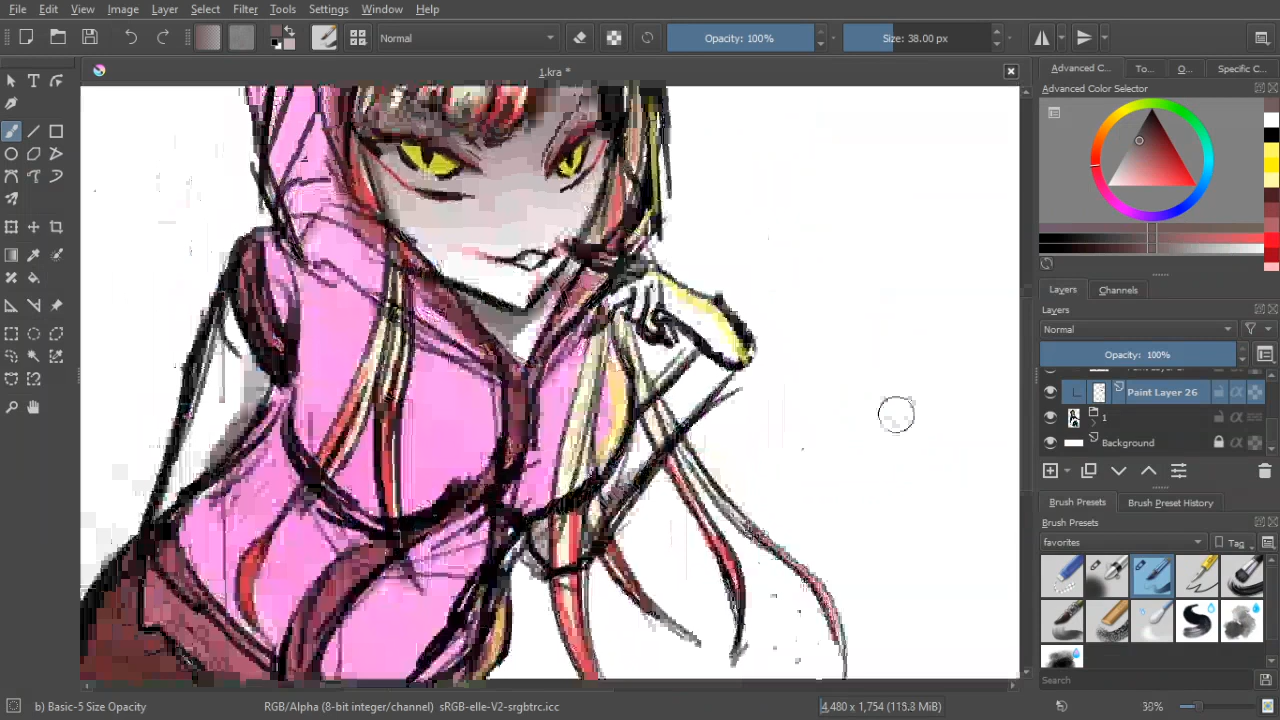 File Edit View Image Layer Select Filter Tools Settings Window Help
Normal Opacity: 100% Size: 38.00 px
1.kra *
Advanced C... To... O... Specific C...
Advanced Color Selector
Layers Channels
Layers
Normal
Opacity: 100%
Paint Layer 26
1
Background
Brush Presets Brush Preset History
Brush Presets
favorites Tag
Search
b) Basic-5 Size Opacity RGB/Alpha (8-bit integer/channel) sRGB-elle-V2-srgbtrc.icc 4,480 x 1,754 (115.8 MiB)